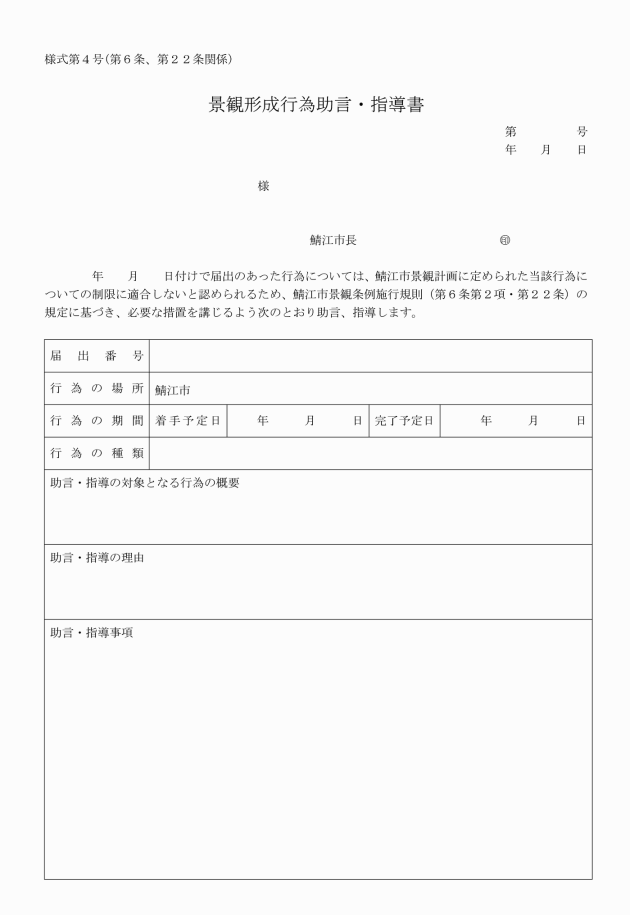 様式第４号(第６条、第２２条関係)
景観形成行為助言・指導書
第　　　　　号
年　　月　　日
様
鯖江市長　　　　　　　　　　　　㊞
年　　月　　日付けで届出のあった行為については、鯖江市景観計画に定められた当該行為に
ついての制限に適合しないと認められるため、鯖江市景観条例施行規則（第６条第２項・第２２条）の
規定に基づき、必要な措置を講じるよう次のとおり助言、指導します。
届出番号
行為の場所　鯖江市
行為の期間　着手予定日　年　　月　　日　完了予定日　年　　月　　日
行為の種類
助言・指導の対象となる行為の概要
助言・指導の理由
助言・指導事項